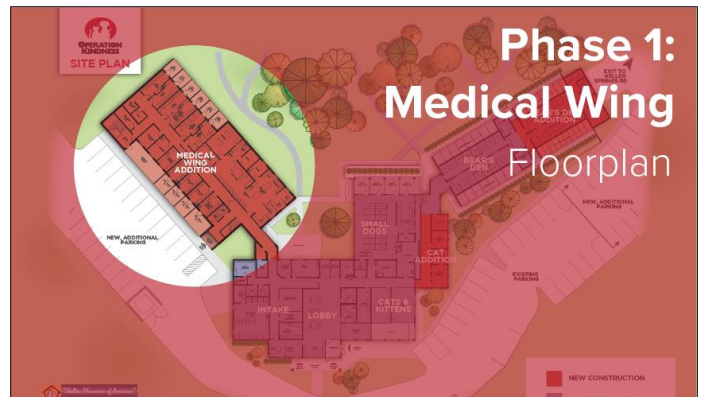 OPERATION
KINDNESS
SITE PLAN
Phase 1:
Medical Wing
Floorplan
EXIT TO
KELLER
SPRINGS RD
ADDITION
BEAR'S
DEN
MEDICAL
WING
ADDITION
NEW, ADDITIONAL
PARKING
NEW, ADDITIONAL
PARKING
SMALL
DOGS
CAT
ADDITION
EXISTING
PARKING
INTAKE
LOBBY
CATS &
KITTENS
NEW CONSTRUCTION